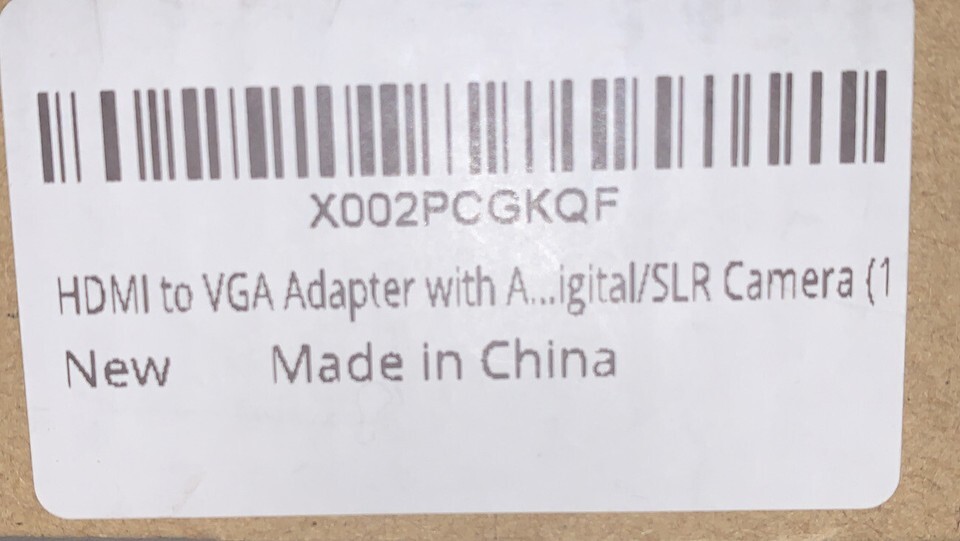 X002PCGKQF
HDMI to VGA Adapter with A...igital/SLR Camera (1
New Made in China